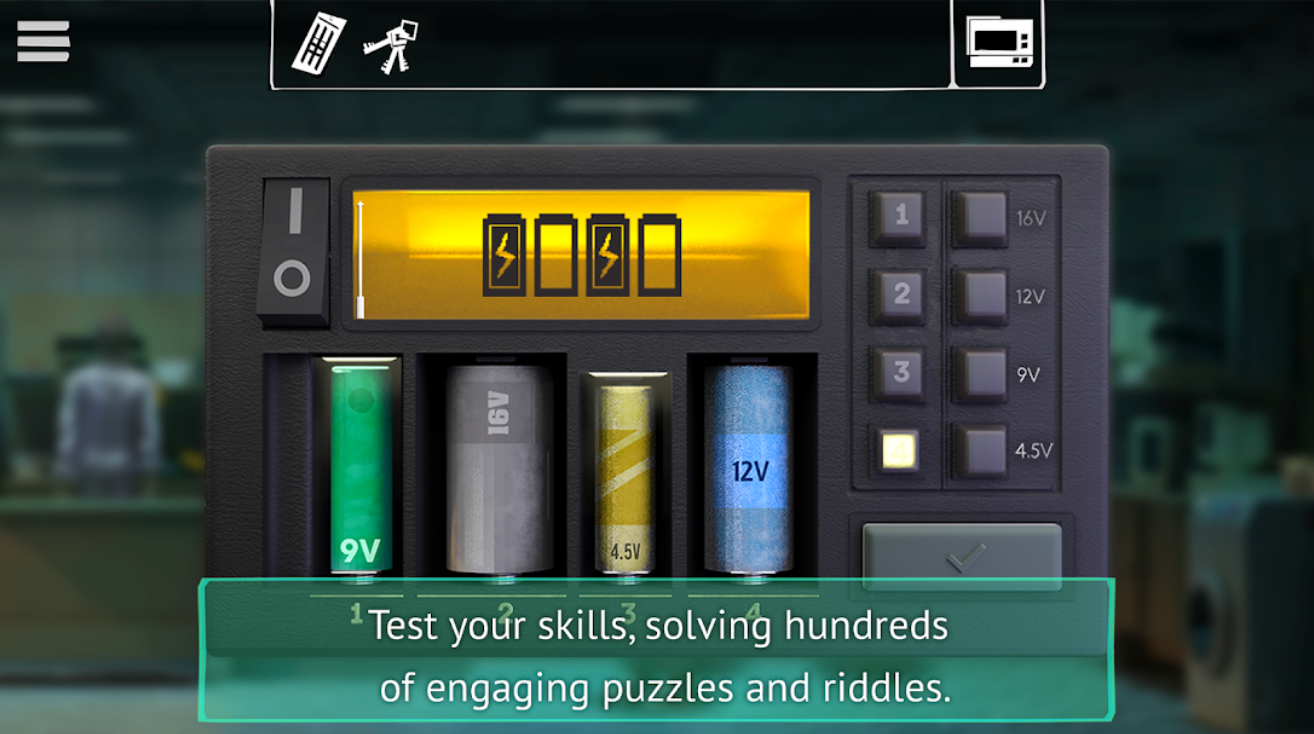 1
16V
2
12V
3
9V
4
4.5V
9V
16V
4.5V
12V
1 2 3 4
Test your skills, solving hundreds
of engaging puzzles and riddles.